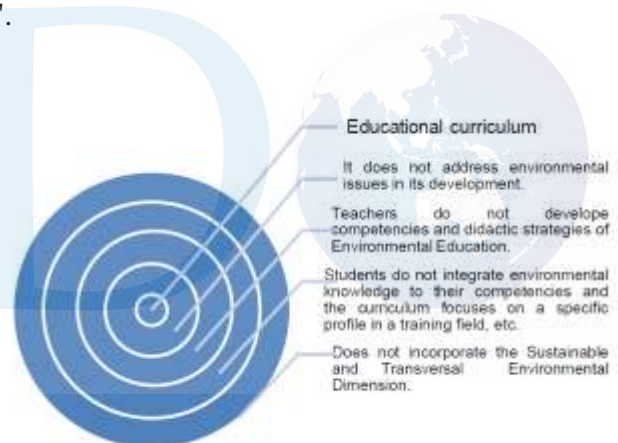 ".
Educational curriculum
It does not address environmental
issues in its development.
Teachers do not develope
competencies and didactic strategies of
Environmental Education.
Students do not integrate environmental
knowledge to their competencies and
the curriculum focuses on a specific
profile in a training field, etc.
Does not incorporate the Sustainable
and Transversal Environmental
Dimension.